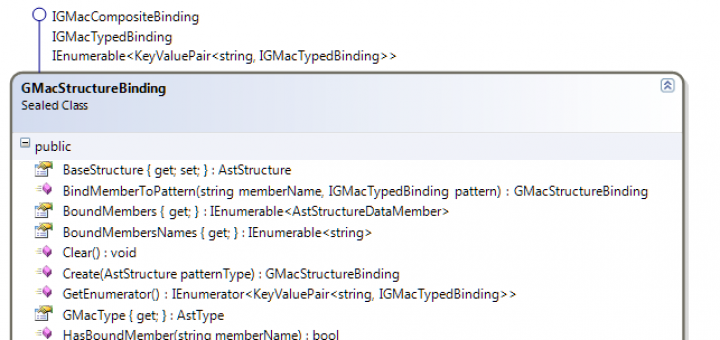 IGMacCompositeBinding
IGMacTypedBinding
IEnumerable<KeyValuePair<string, IGMacTypedBinding>>
GMacStructureBinding
Sealed Class
public
BaseStructure { get; set; } : AstStructure
BindMemberToPattern(string memberName, IGMacTypedBinding pattern) : GMacStructureBinding
BoundMembers { get; } : IEnumerable<AstStructureDataMember>
BoundMembersNames { get; } : IEnumerable<string>
Clear() : void
Create(AstStructure patternType) : GMacStructureBinding
GetEnumerator() : IEnumerator<KeyValuePair<string, IGMacTypedBinding>>
GMacType { get; } : AstType
HasBoundMember(string memberName) : bool